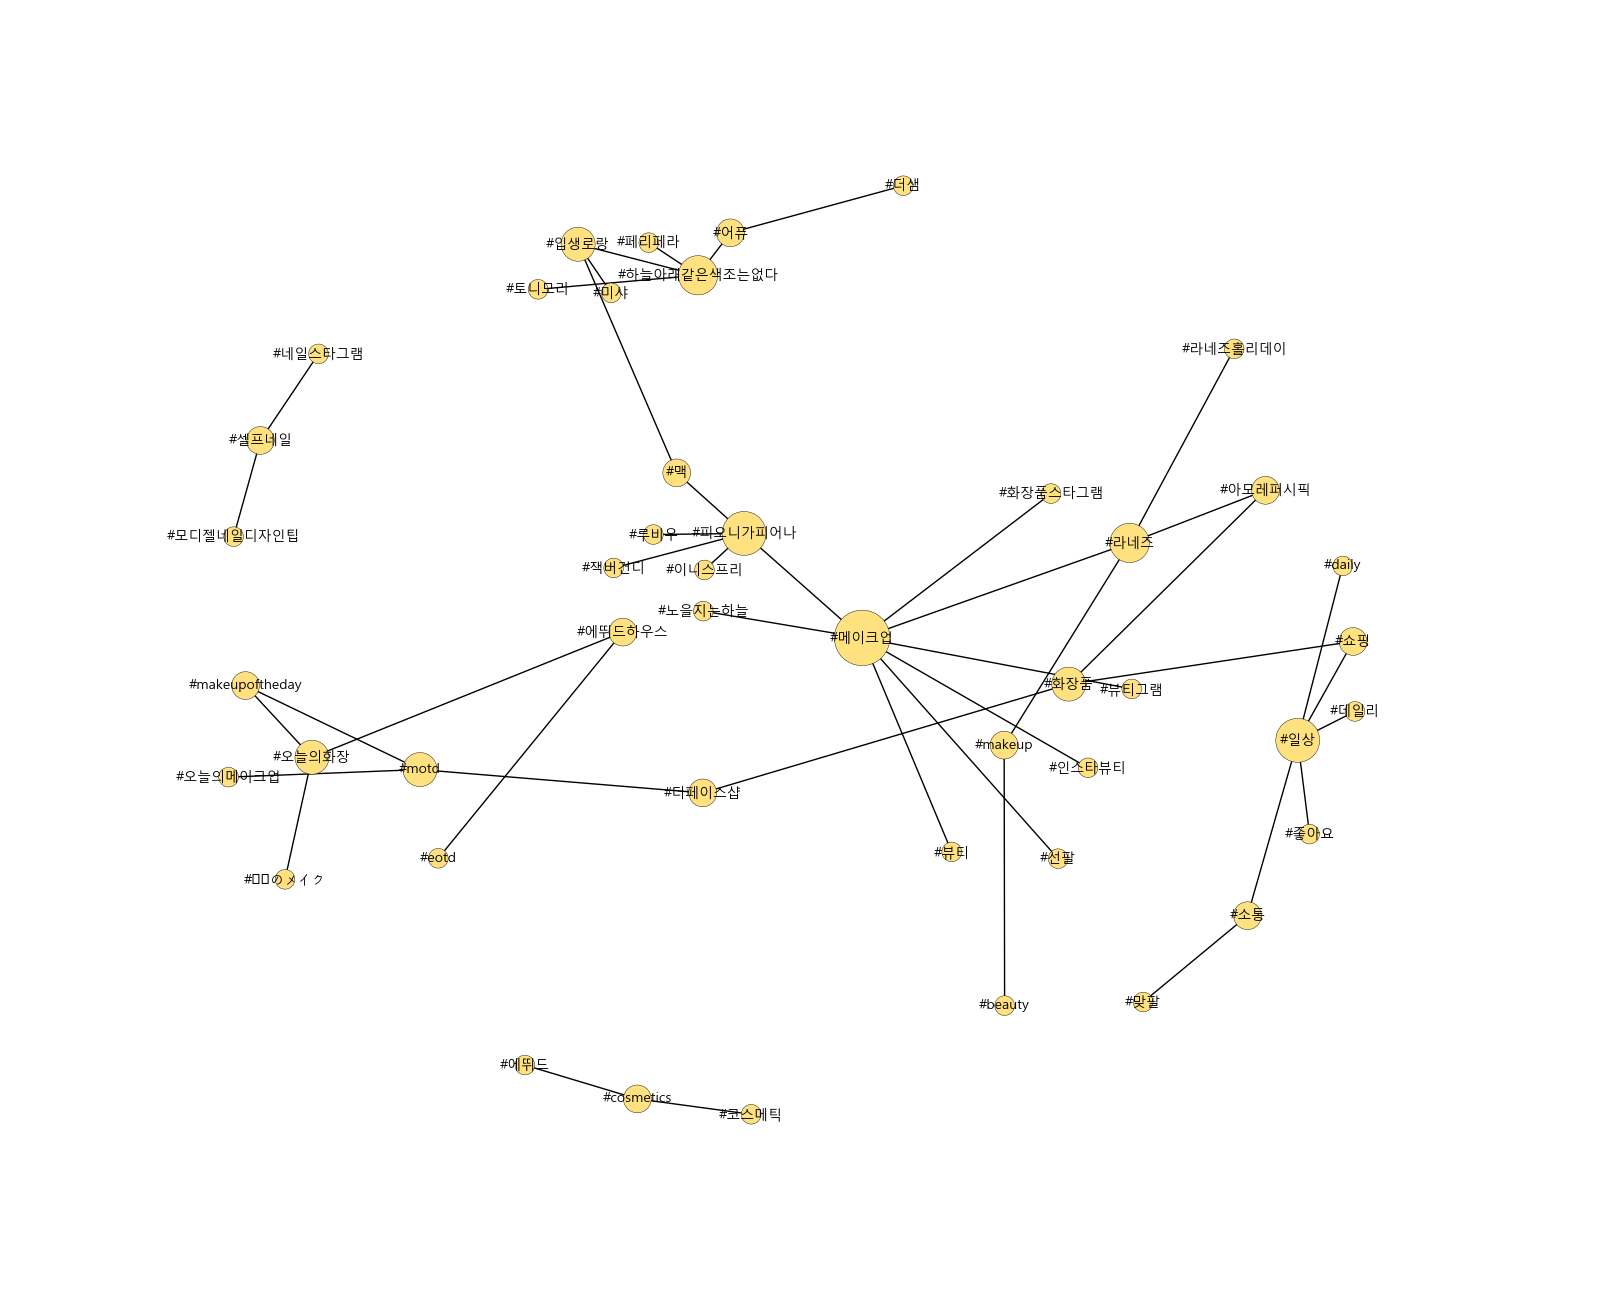 #더샘
#어퓨
#입생로랑
#페리페라
#하늘아래같은색조는없다
#토니모리
#미샤
#라네즈홀리데이
#네일스타그램
#셀프네일
#맥
#아모레퍼시픽
#화장품스타그램
#모디젤네일디자인팁
#루비우
#피오니가피어나
#라네즈
#잭버건디
#이니스프리
#daily
#노을지는하늘
#에뛰드하우스
#메이크업
#쇼핑
#makeupoftheday
#화장품
#뷰티그램
#데일리
#일상
#makeup
#오늘의화장
#motd
#인스타뷰티
#오늘의메이크업
#더페이스샵
#좋아요
#eotd
#뷰티
#선팔
#□□のメイク
#소통
#beauty
#맞팔
#에뛰드
#cosmetics
#코스메틱